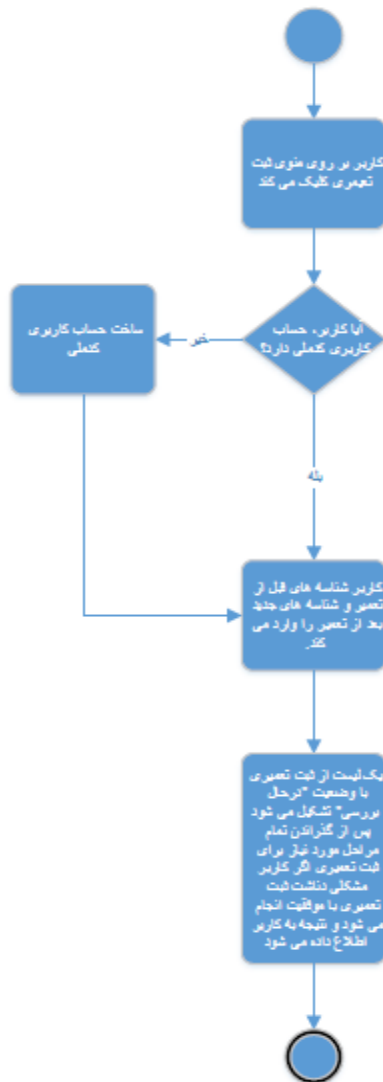 کاربر بر روی منوی ثبت
تعمیری کلیک می کند
آیا کاربر، حساب
کاربری کدملی دارد؟
خیر
ساخت حساب کاربری
کدملی
بله
کاربر شناسه های قبل از
تعمیر و شناسه های جدید
بعد از تعمیر را وارد می
کند.
یک لیست از ثبت تعمیری
با وضعیت "درحال
بررسی" تشکیل می شود
پس از گذراندن تمام
مراحل مورد نیاز برای
ثبت تعمیری اگر کاربر
مشکلی نداشت ثبت
تعمیری با موفقیت انجام
می شود و نتیجه به کاربر
اطلاع داده می شود